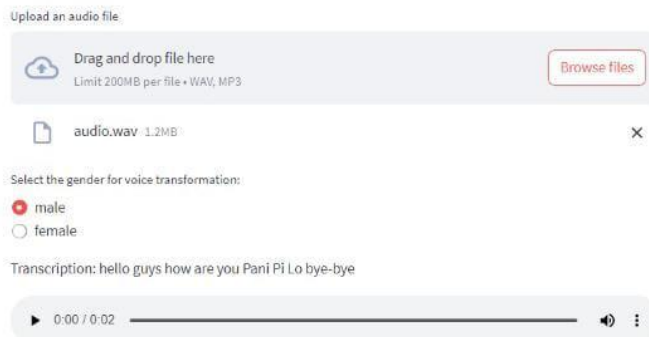 Upload an audio file
Drag and drop file here
Limit 200MB per file • WAV, MP3
Browse files
audio.wav 1.2MB
Select the gender for voice transformation:
male
female
Transcription: hello guys how are you Pani Pi Lo bye-bye
0:00 / 0:02